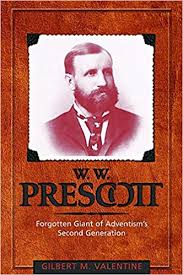 W. W.
PRESCOTT
Forgotten Giant of Adventism's
Second Generation
GILBERT M. VALENTINE